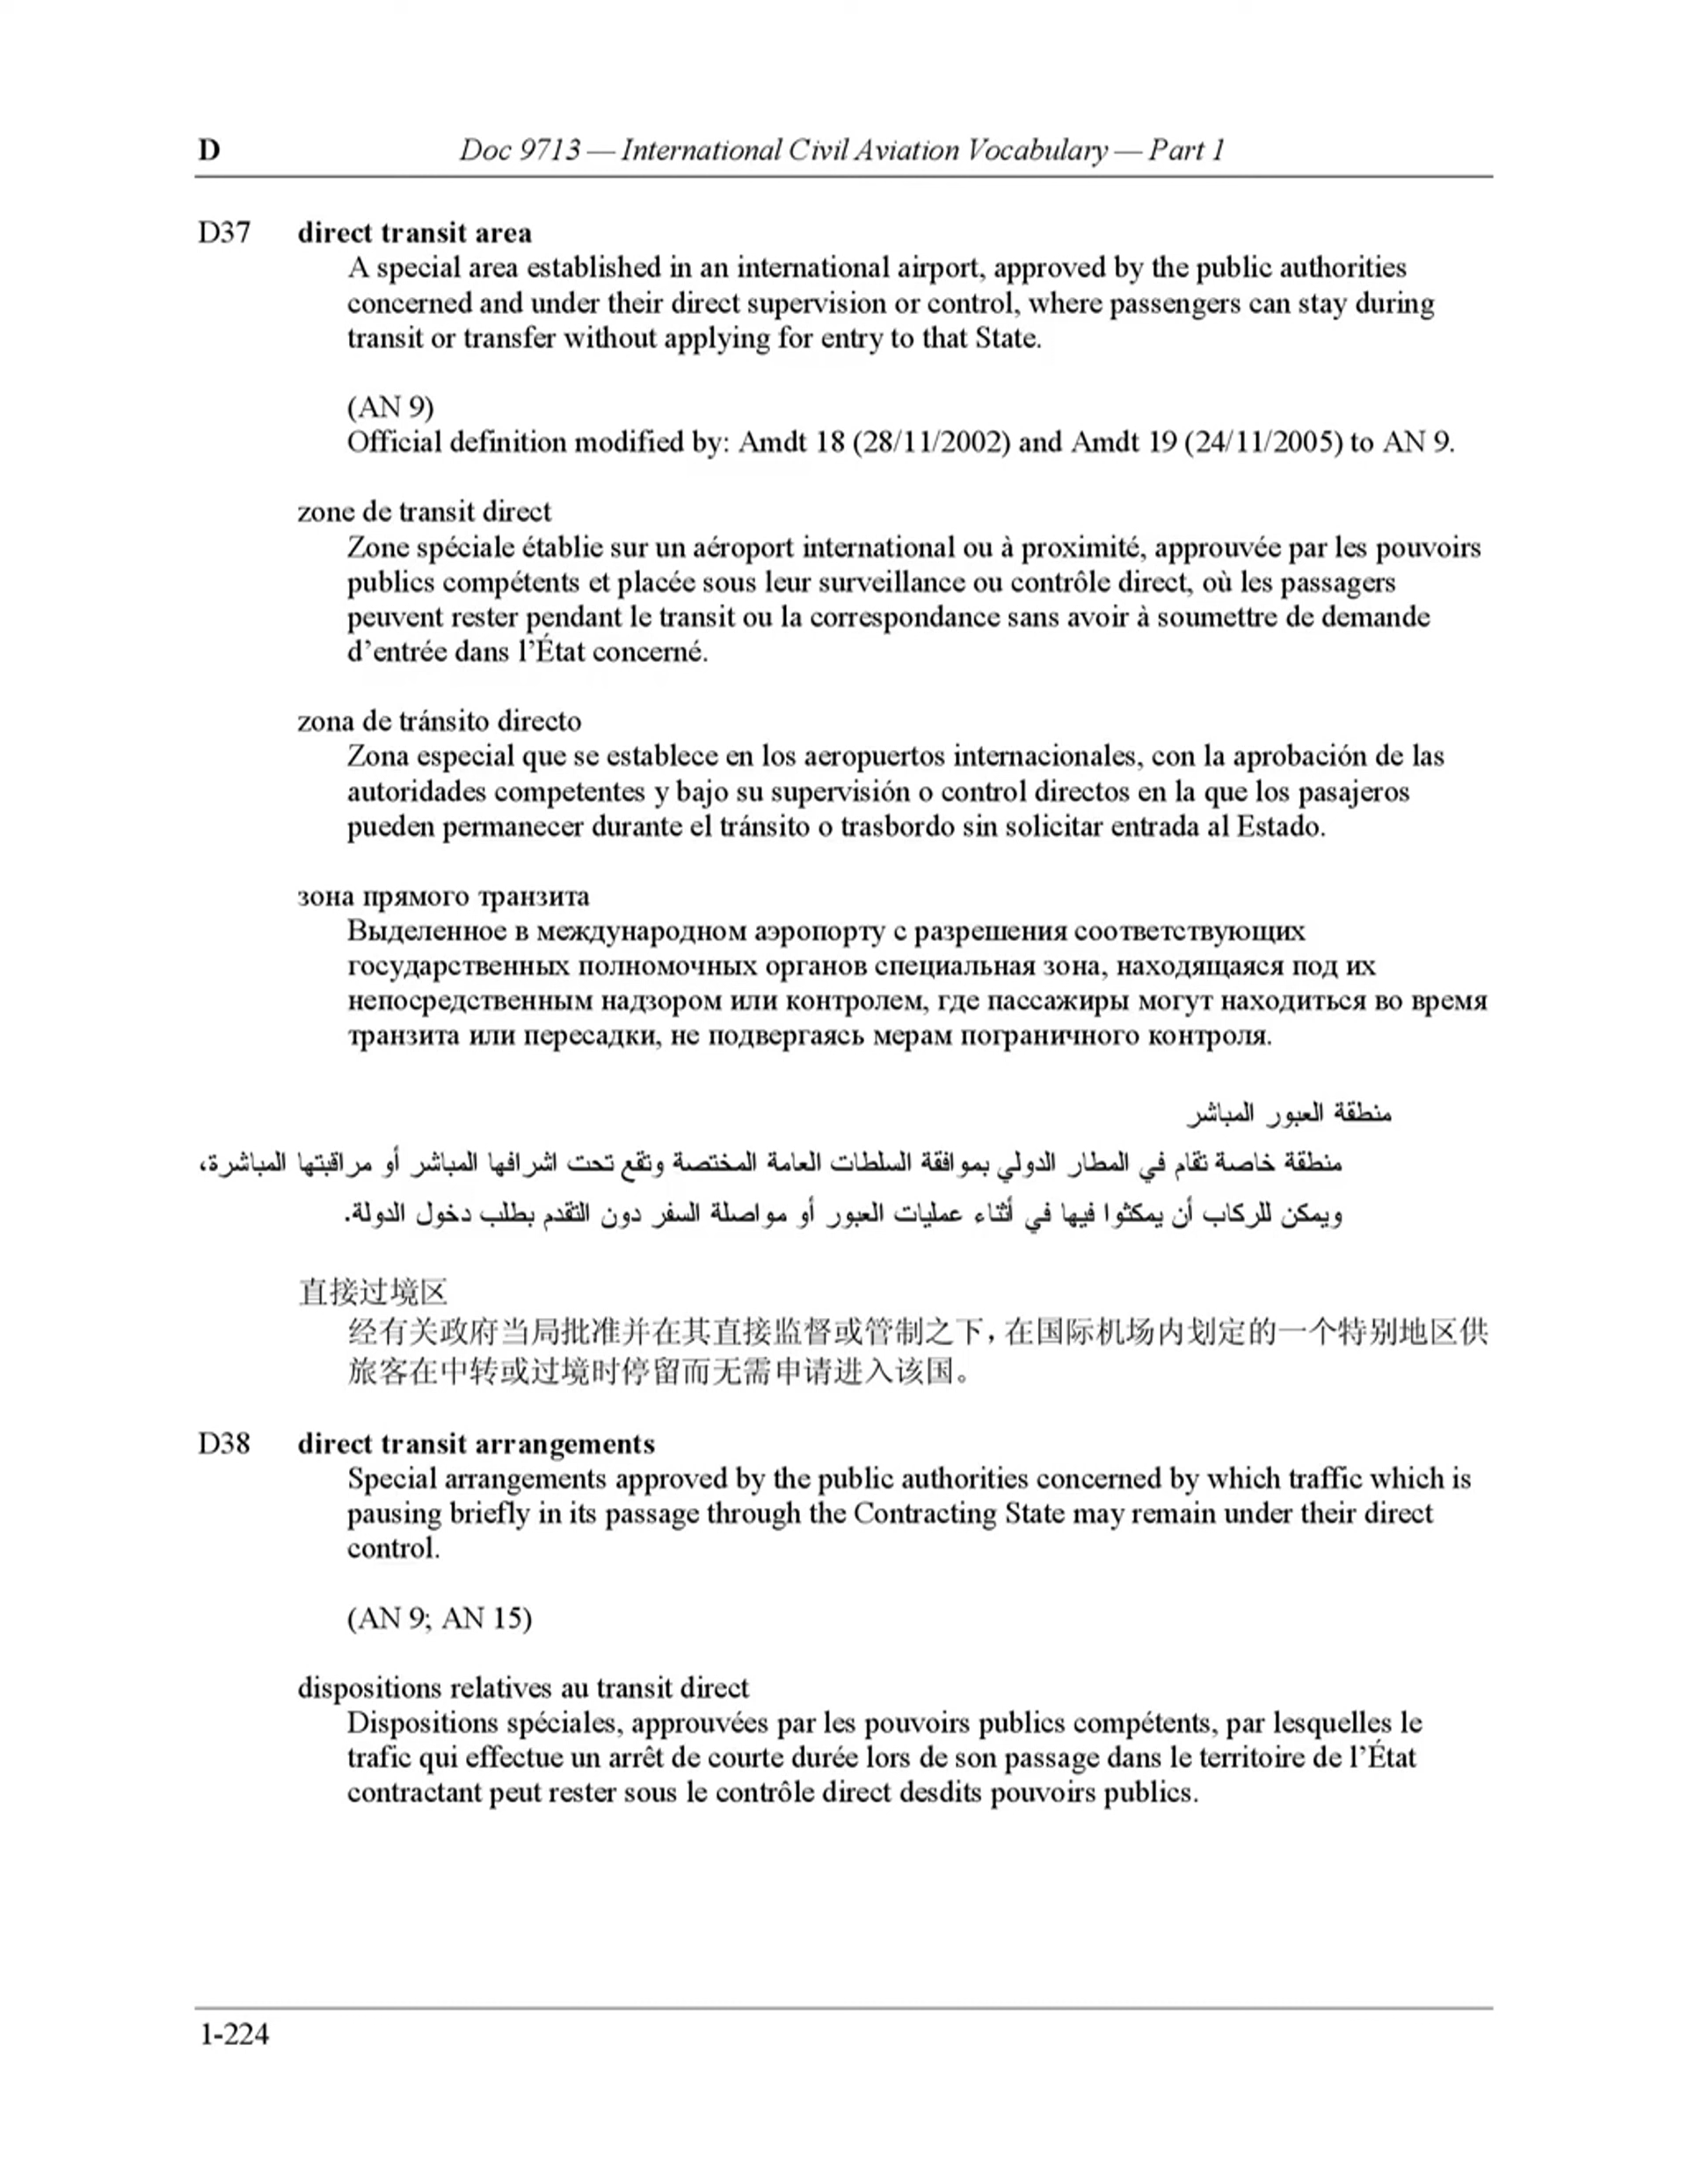 D Doc 9713 — International Civil Aviation Vocabulary — Part 1
D37 direct transit area
A special area established in an international airport, approved by the public authorities
concerned and under their direct supervision or control, where passengers can stay during
transit or transfer without applying for entry to that State.
(AN 9)
Official definition modified by: Amdt 18 (28/11/2002) and Amdt 19 (24/11/2005) to AN 9.
zone de transit direct
Zone spéciale établie sur un aéroport international ou à proximité, approuvée par les pouvoirs
publics compétents et placée sous leur surveillance ou contrôle direct, où les passagers
peuvent rester pendant le transit ou la correspondance sans avoir à soumettre de demande
d’entrée dans l’État concerné.
zona de tránsito directo
Zona especial que se establece en los aeropuertos internacionales, con la aprobación de las
autoridades competentes y bajo su supervisión o control directos en la que los pasajeros
pueden permanecer durante el tránsito o trasbordo sin solicitar entrada al Estado.
зона прямого транзита
Выделенное в международном аэропорту с разрешения соответствующих
государственных полномочных органов специальная зона, находящаяся под их
непосредственным надзором или контролем, где пассажиры могут находиться во время
транзита или пересадки, не подвергаясь мерам пограничного контроля.
منطقة العبور المباشر
منطقة خاصة تقام في المطار الدولي بموافقة السلطات العامة المختصة وتقع تحت اشرافها المباشر أو مراقبتها المباشرة،
ويمكن للركاب أن يمكثوا فيها في أثناء عمليات العبور أو مواصلة السفر دون التقدم بطلب دخول الدولة.
直接过境区
经有关政府当局批准并在其直接监督或管制之下，在国际机场内划定的一个特别地区供
旅客在中转或过境时停留而无需申请进入该国。
D38 direct transit arrangements
Special arrangements approved by the public authorities concerned by which traffic which is
pausing briefly in its passage through the Contracting State may remain under their direct
control.
(AN 9; AN 15)
dispositions relatives au transit direct
Dispositions spéciales, approuvées par les pouvoirs publics compétents, par lesquelles le
trafic qui effectue un arrêt de courte durée lors de son passage dans le territoire de l’État
contractant peut rester sous le contrôle direct desdits pouvoirs publics.
1-224